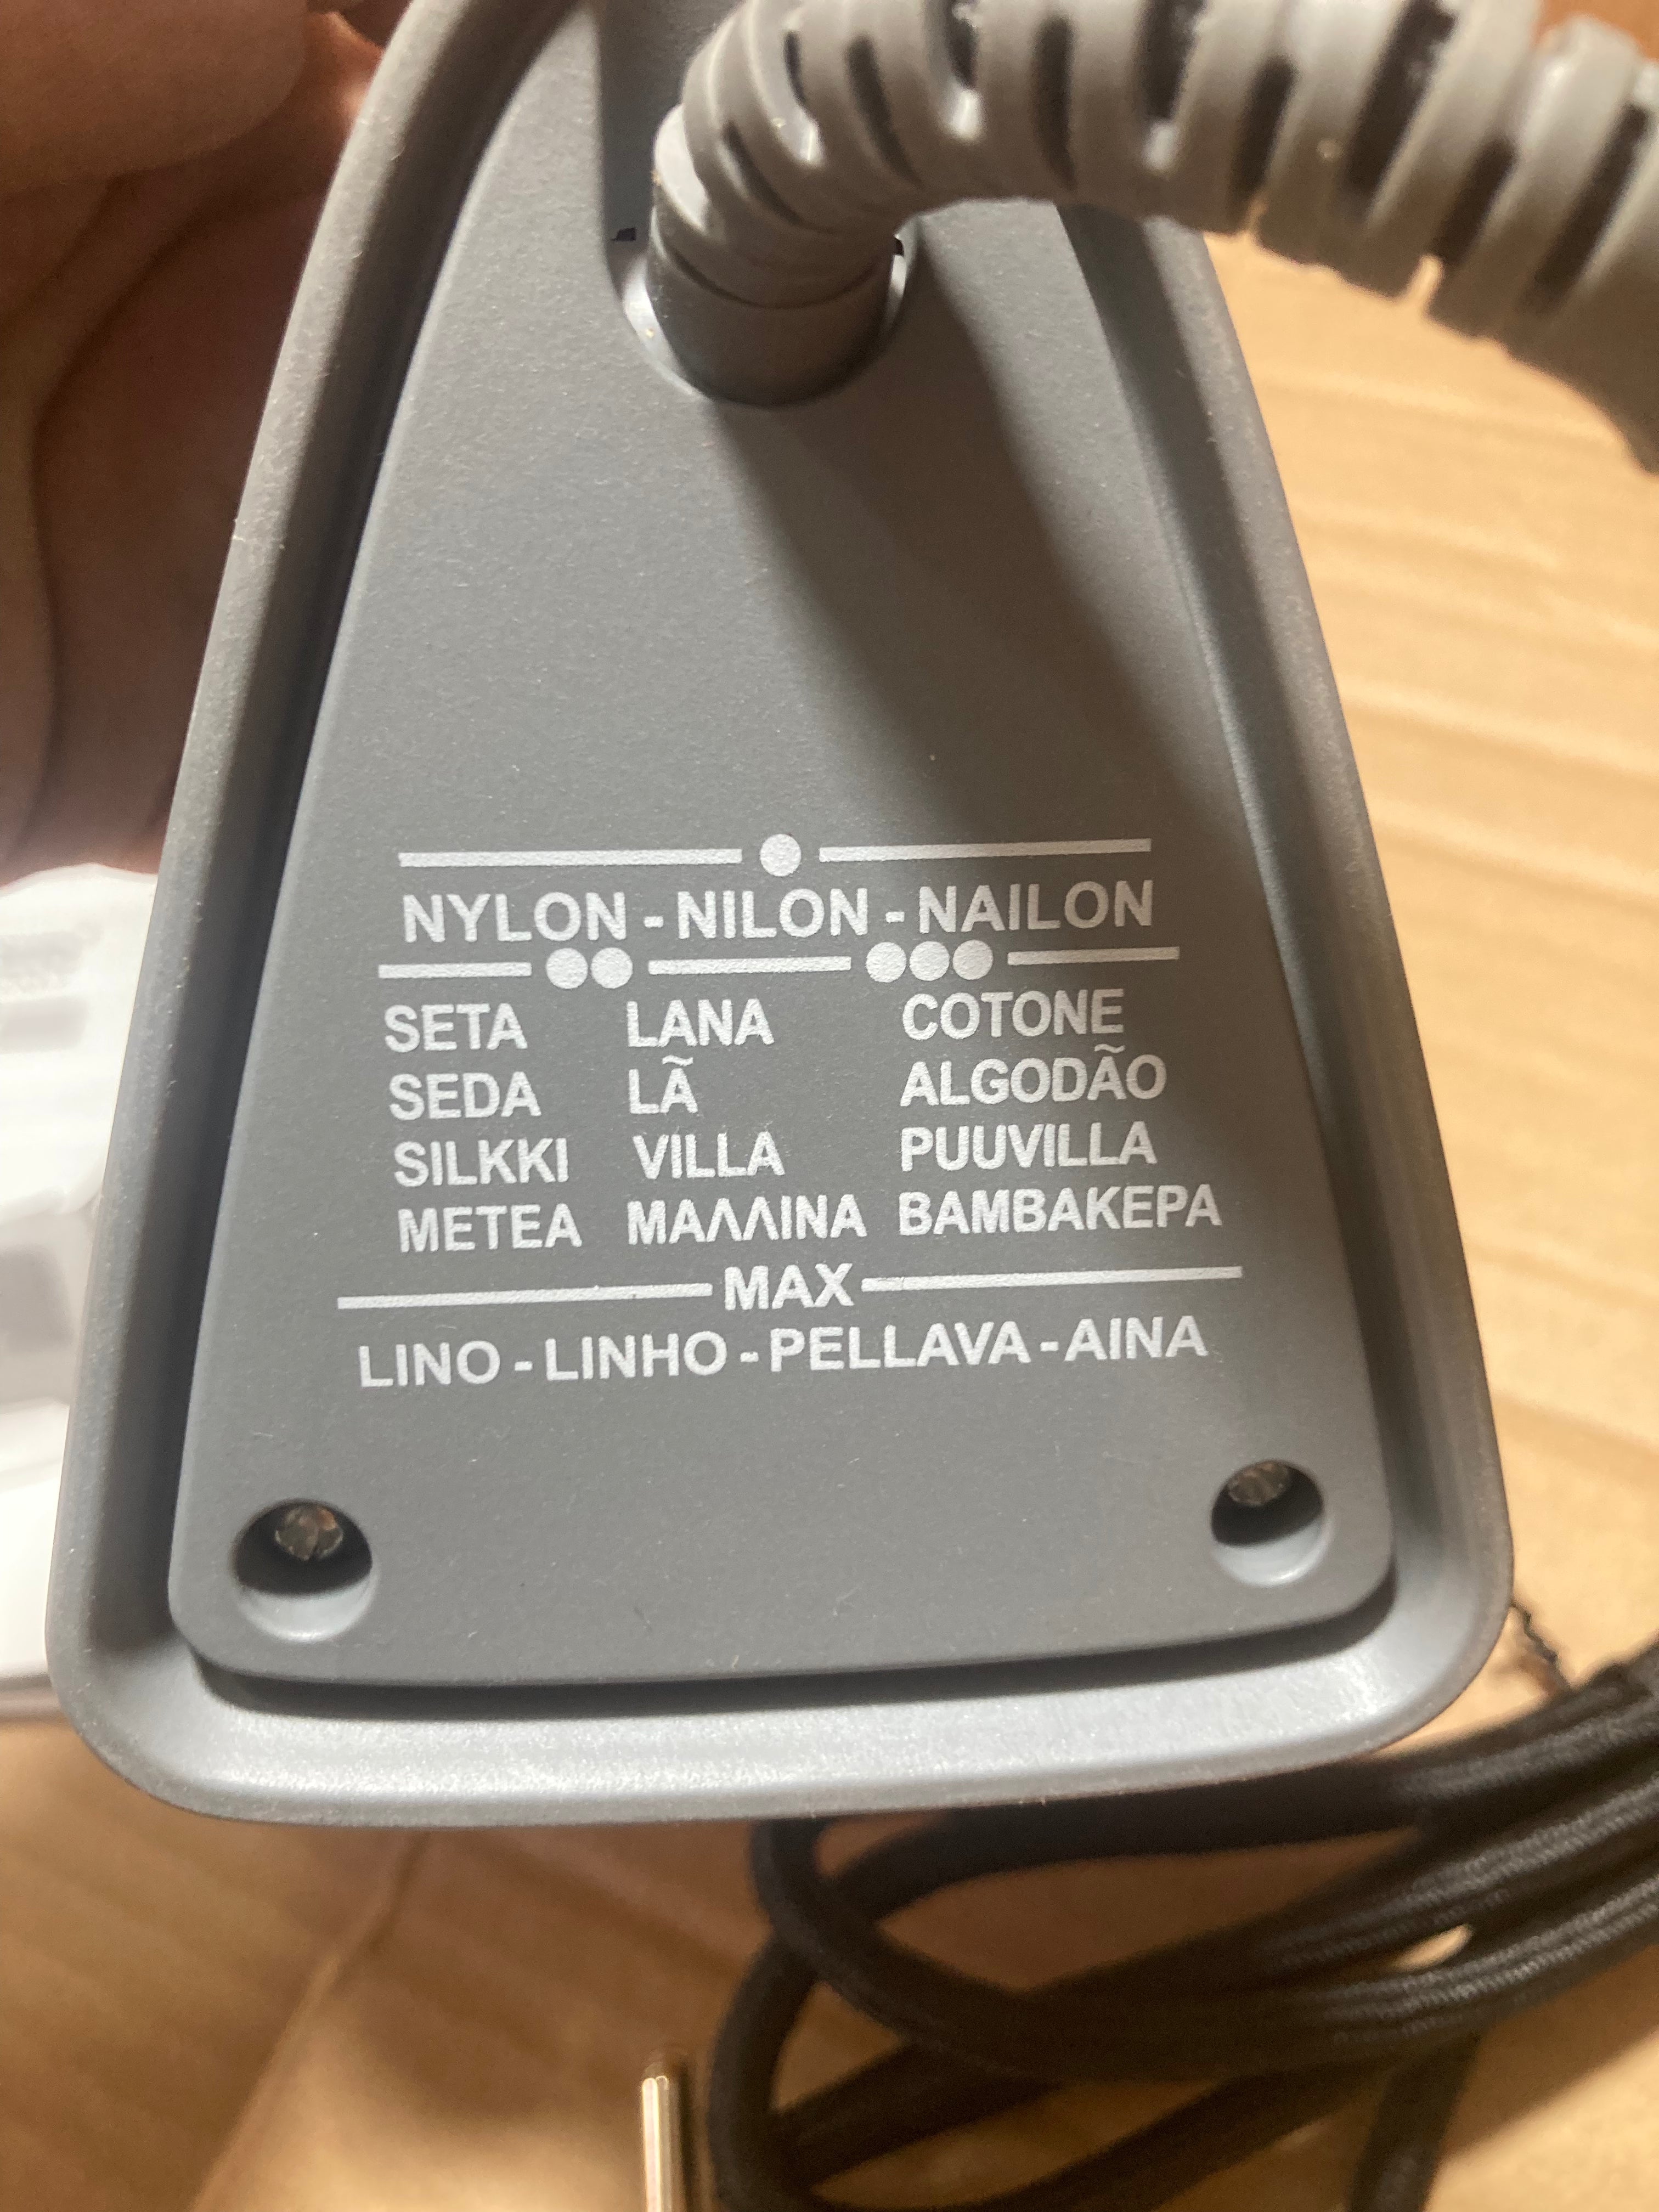 ●
NYLON - NILON - NAILON
●● ●●●
SETA LANA COTONE
SEDA LÃ ALGODÃO
SILKKI VILLA PUUVILLA
ΜΕΤΕΑ ΜΑΛΛΙΝΑ ΒΑΜΒΑΚΕΡΑ
MAX
LINO - LINHO - PELLAVA - ΛΙΝΑ